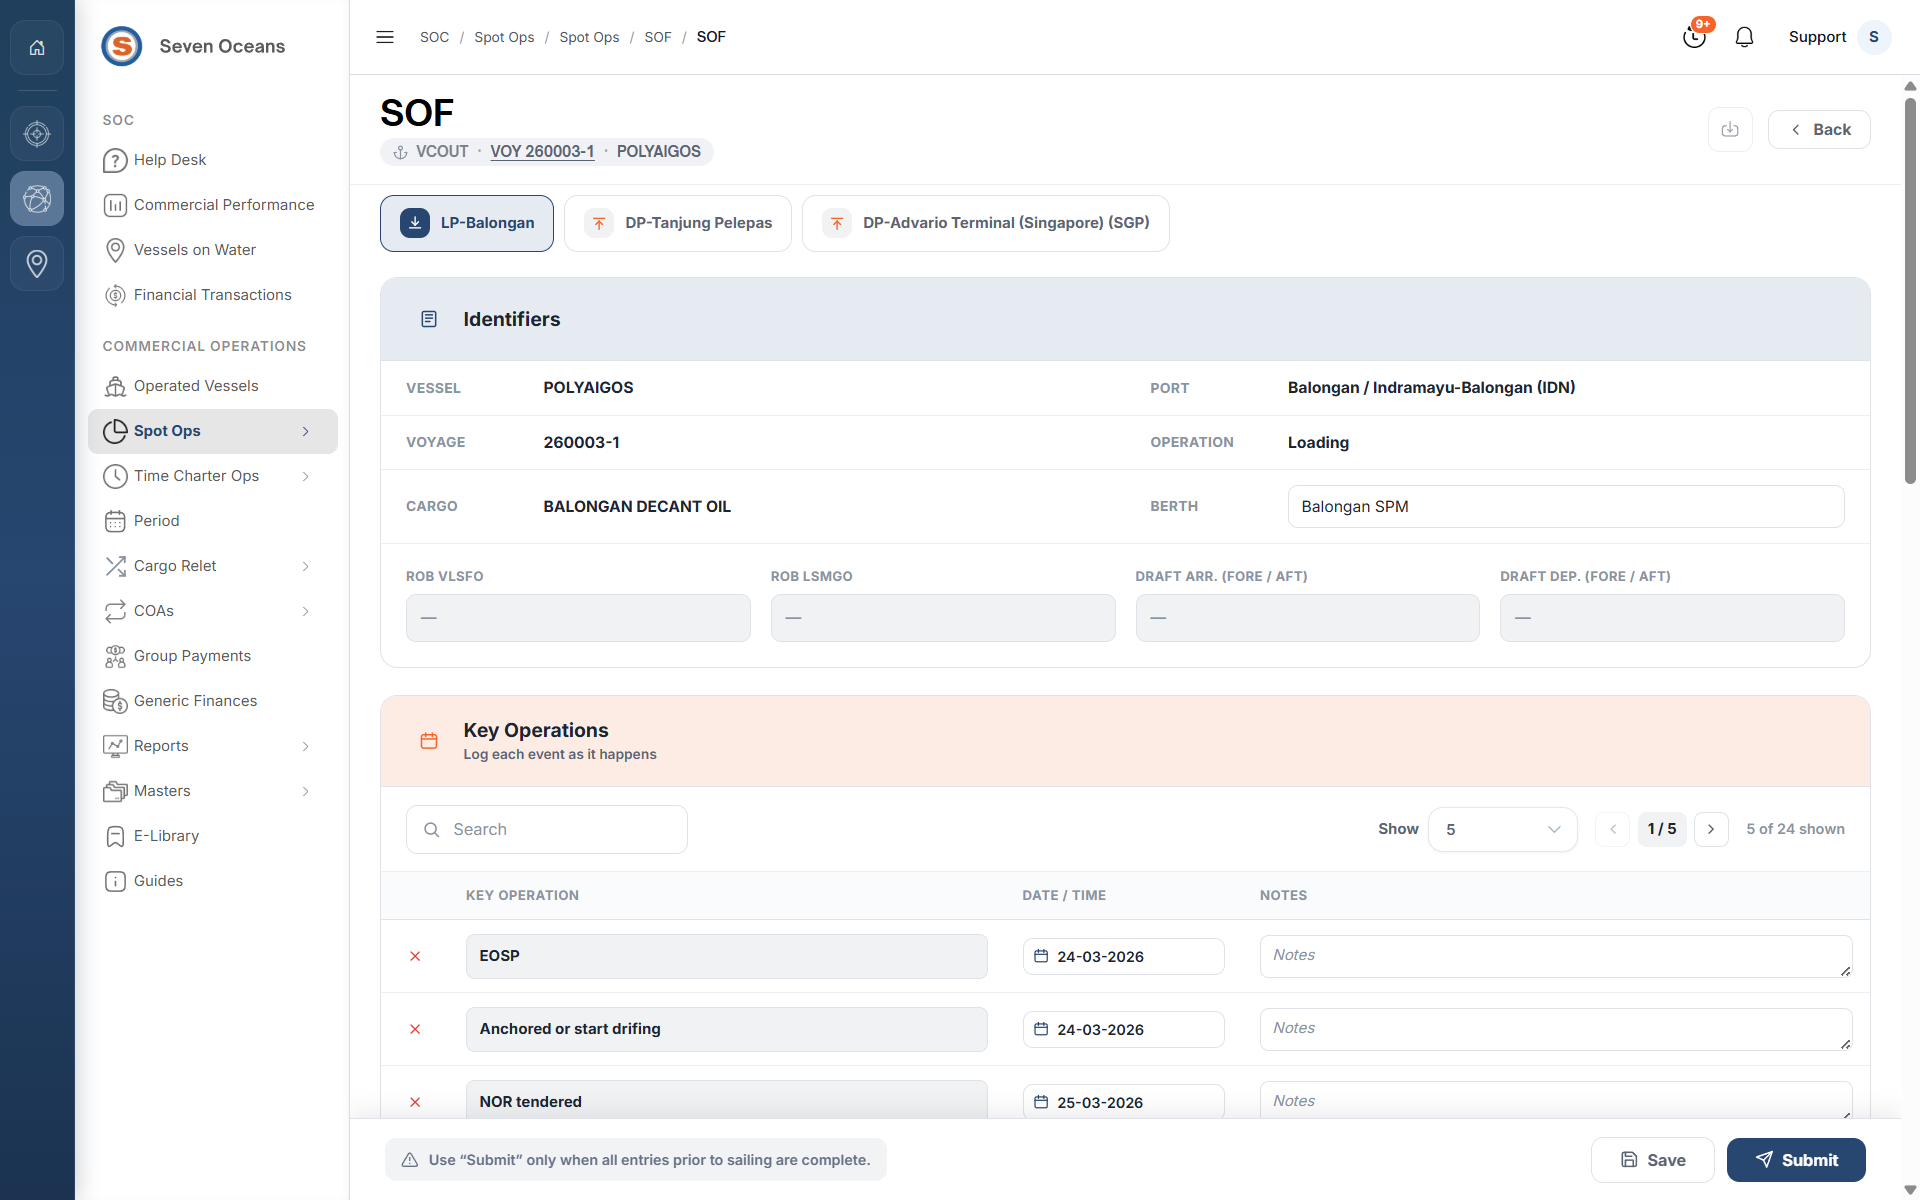 Seven Oceans
SOC / Spot Ops / Spot Ops / SOF / SOF
9+
Support S
SOC
Help Desk
Commercial Performance
Vessels on Water
Financial Transactions
COMMERCIAL OPERATIONS
Operated Vessels
Spot Ops
Time Charter Ops
Period
Cargo Relet
COAs
Group Payments
Generic Finances
Reports
Masters
E-Library
Guides
SOF
VCOUT · VOY 260003-1 · POLYAIGOS
Back
LP-Balongan
DP-Tanjung Pelepas
DP-Advario Terminal (Singapore) (SGP)
Identifiers
VESSEL POLYAIGOS PORT Balongan / Indramayu-Balongan (IDN)
VOYAGE 260003-1 OPERATION Loading
CARGO BALONGAN DECANT OIL BERTH Balongan SPM
ROB VLSFO ROB LSMGO DRAFT ARR. (FORE / AFT) DRAFT DEP. (FORE / AFT)
— — — —
Key Operations
Log each event as it happens
Search Show 5 1 / 5 5 of 24 shown
KEY OPERATION DATE / TIME NOTES
EOSP 24-03-2026 Notes
Anchored or start drifing 24-03-2026 Notes
NOR tendered 25-03-2026 Notes
Use “Submit” only when all entries prior to sailing are complete.
Save Submit